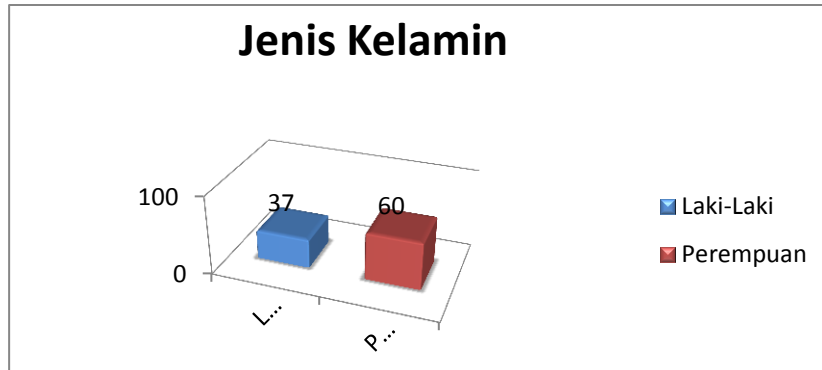 Jenis Kelamin
100
0
37
60
L...
P...
Laki-Laki
Perempuan